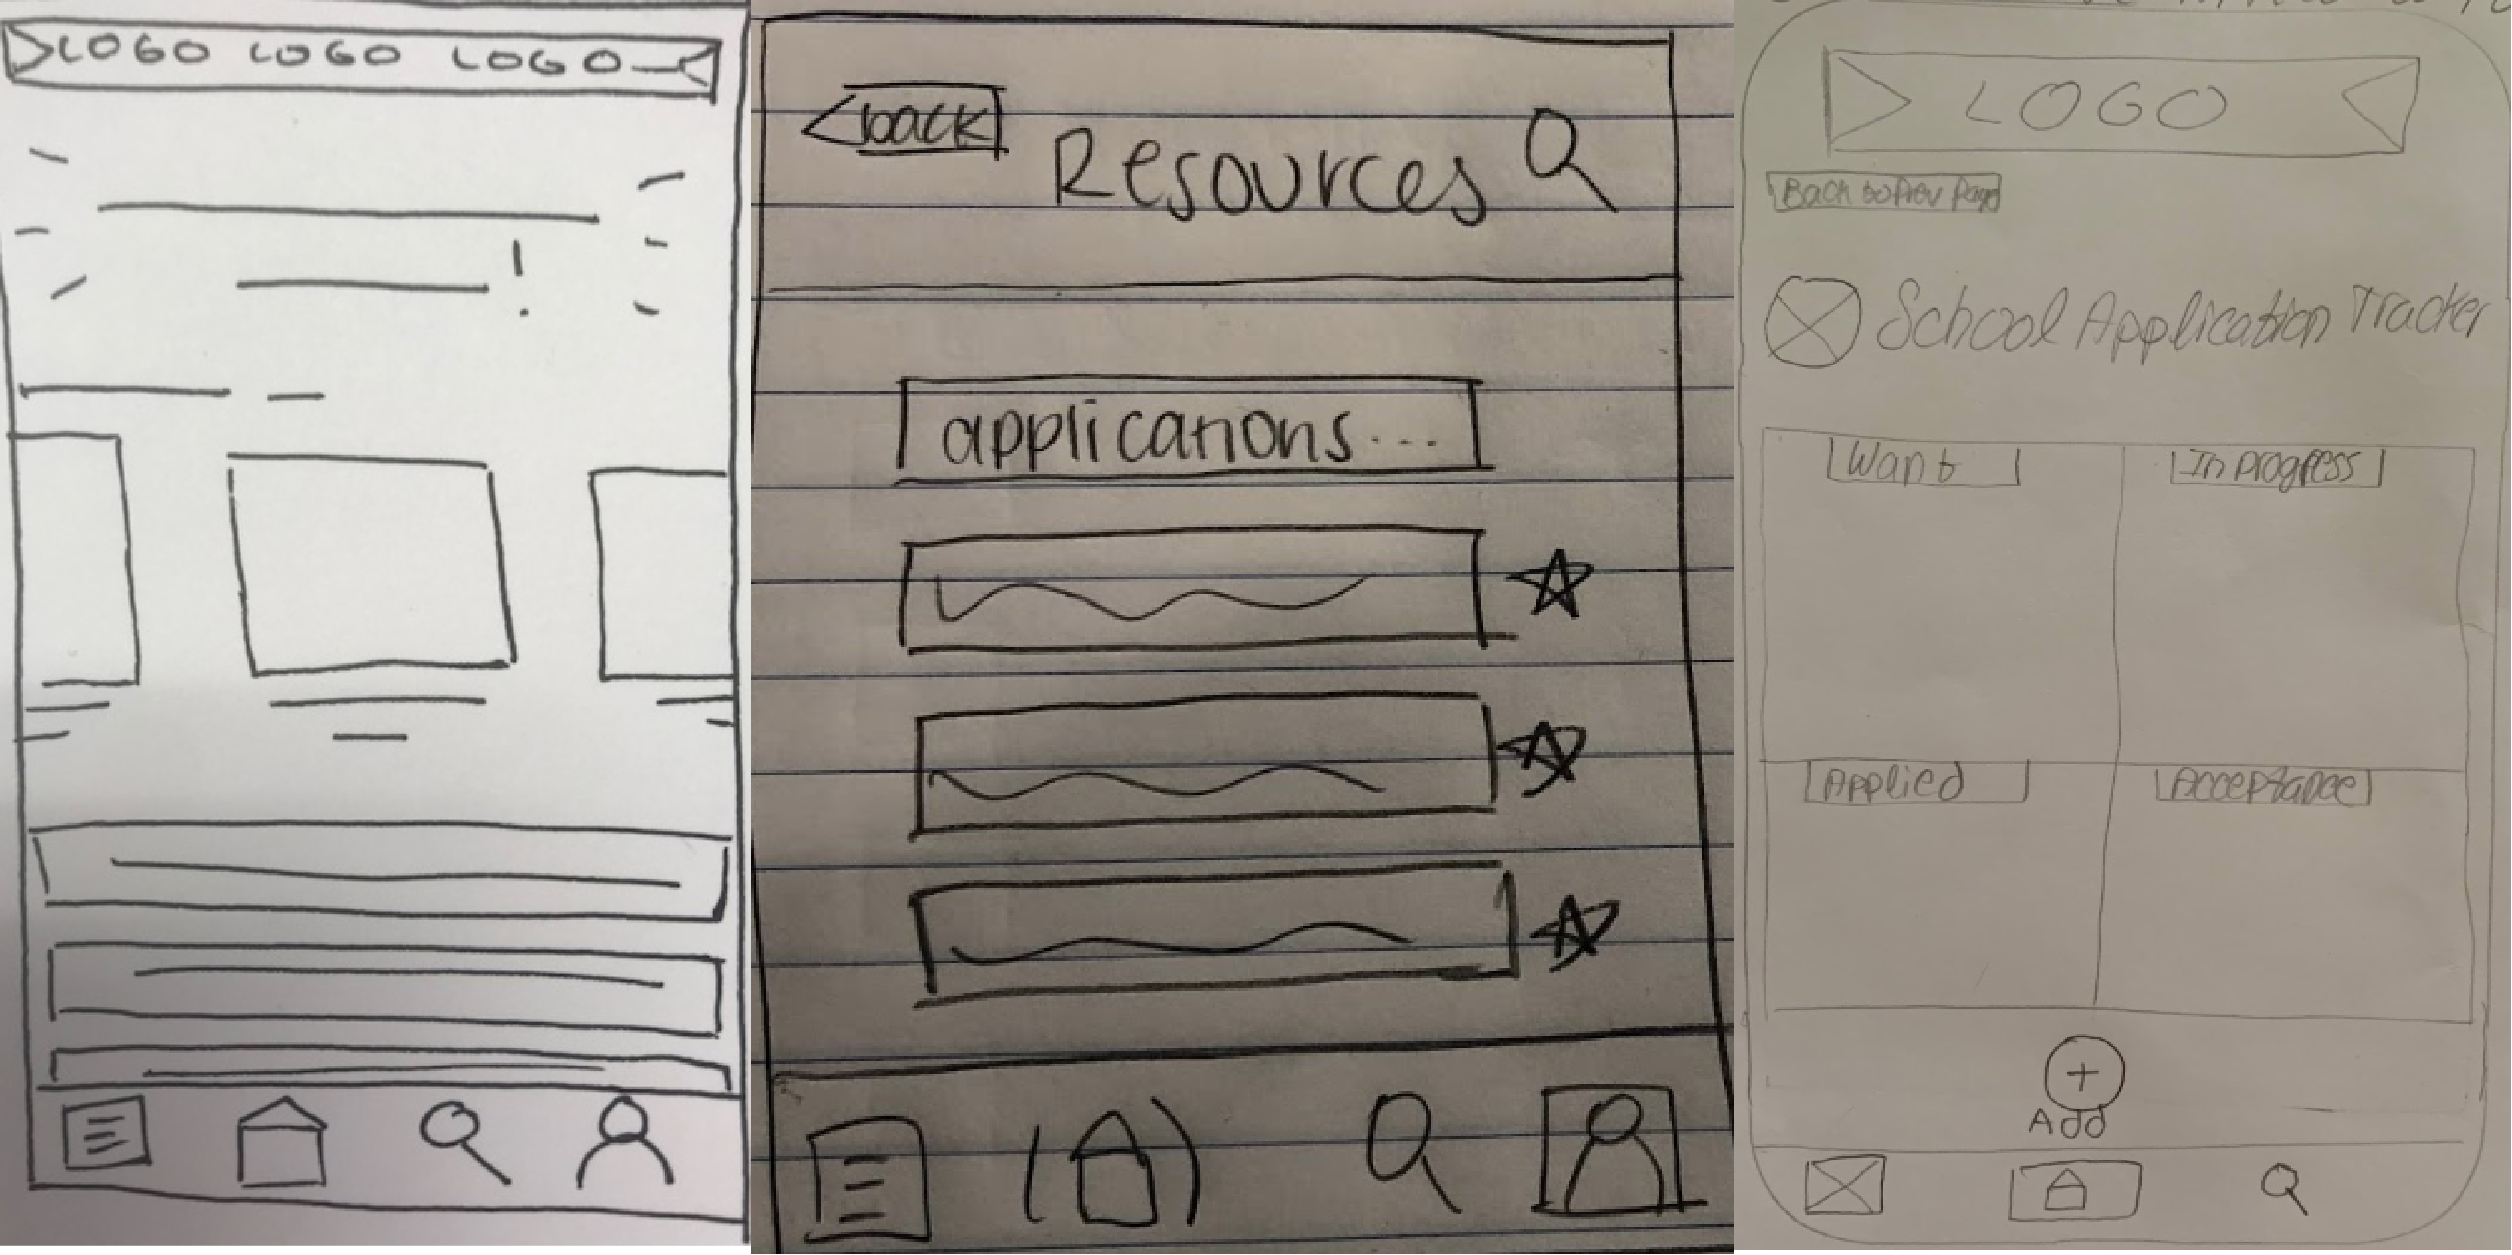 LOGO LOGO LOGO
back
Resources
applications...
LOGO
Back to Prev Page
School Application Tracker
Want
In progress
Applied
Acceptance
+
Add